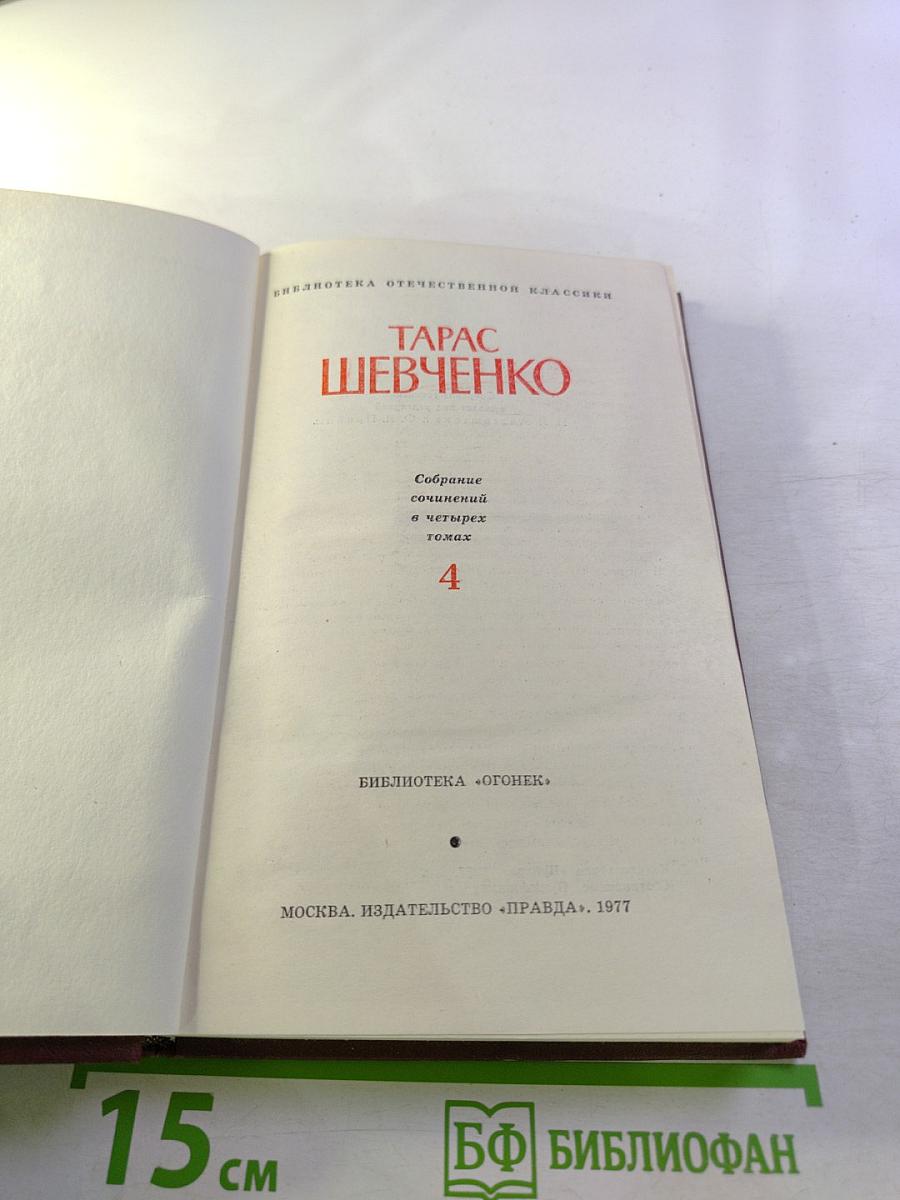 БИБЛИОТЕКА ОТЕЧЕСТВЕННОЙ КЛАССИКИ
ТАРАС
ШЕВЧЕНКО
Собрание
сочинений
в четырех
томах
4
БИБЛИОТЕКА «ОГОНЕК»
МОСКВА. ИЗДАТЕЛЬСТВО «ПРАВДА». 1977
15 см
БФ БИБЛИОФАН